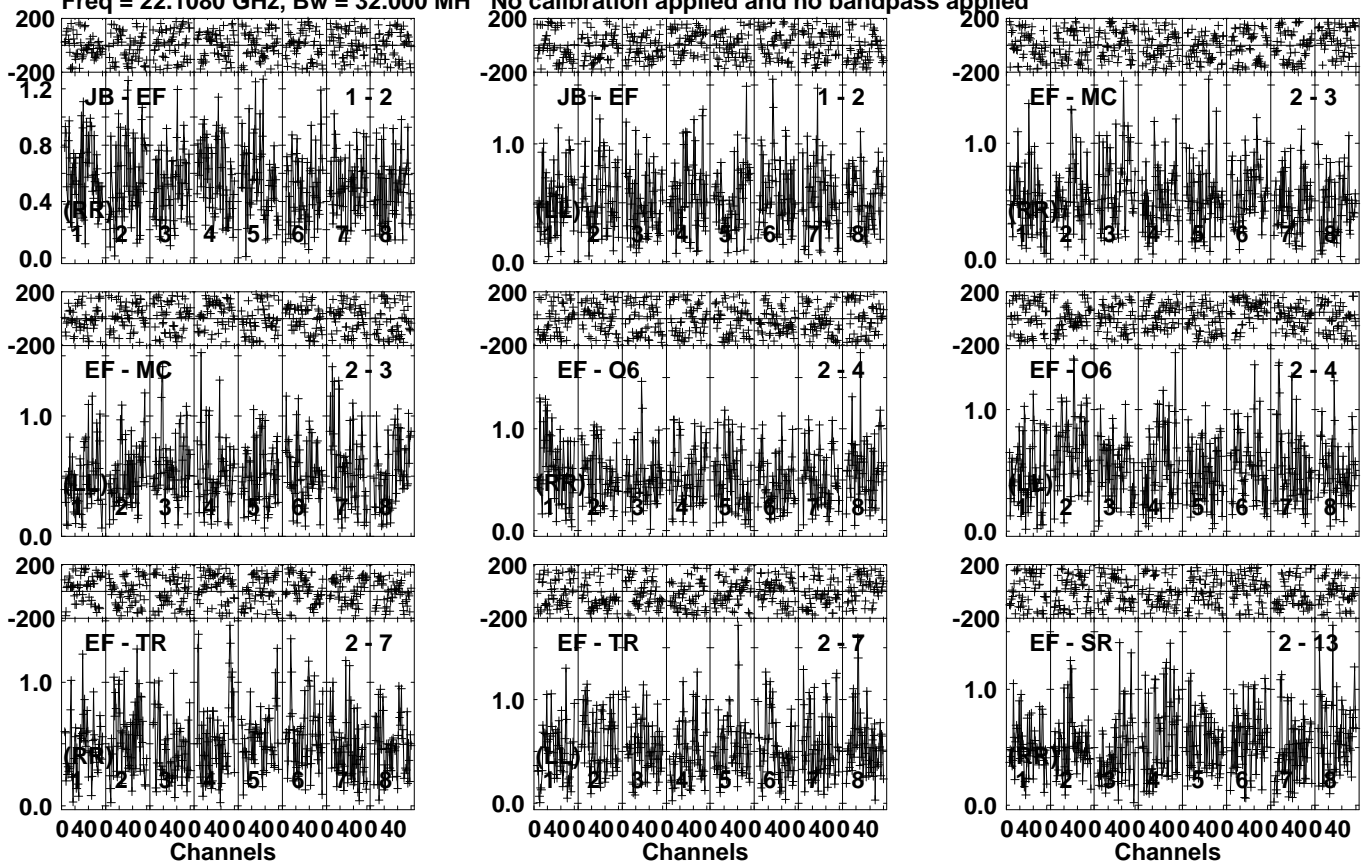 Freq = 22.1080 GHz, Bw = 32.000 MH No calibration applied and no bandpass applied
200
-200
1.2
0.8
0.4
0.0
JB - EF 1 - 2
(RR)
1 2 3 4 5 6 7 8
1.0
0.0
JB - EF 1 - 2
(LL)
1 2 3 4 5 6 7 8
200
-200
1.0
0.0
EF - MC 2 - 3
(RR)
1 2 3 4 5 6 7 8
200
-200
1.0
0.0
EF - MC 2 - 3
(LL)
1 2 3 4 5 6 7 8
1.0
0.0
EF - O6 2 - 4
(RR)
1 2 3 4 5 6 7 8
200
-200
1.0
0.0
EF - O6 2 - 4
(LL)
1 2 3 4 5 6 7 8
200
-200
1.0
0.0
EF - TR 2 - 7
(RR)
1 2 3 4 5 6 7 8
0 40 0 40 0 40 0 40 0 40 0 40 0 40 0 40
Channels
1.0
0.0
EF - TR 2 - 7
(LL)
1 2 3 4 5 6 7 8
0 40 0 40 0 40 0 40 0 40 0 40 0 40 0 40
Channels
200
-200
1.0
0.0
EF - SR 2 - 13
(RR)
1 2 3 4 5 6 7 8
0 40 0 40 0 40 0 40 0 40 0 40 0 40 0 40
Channels